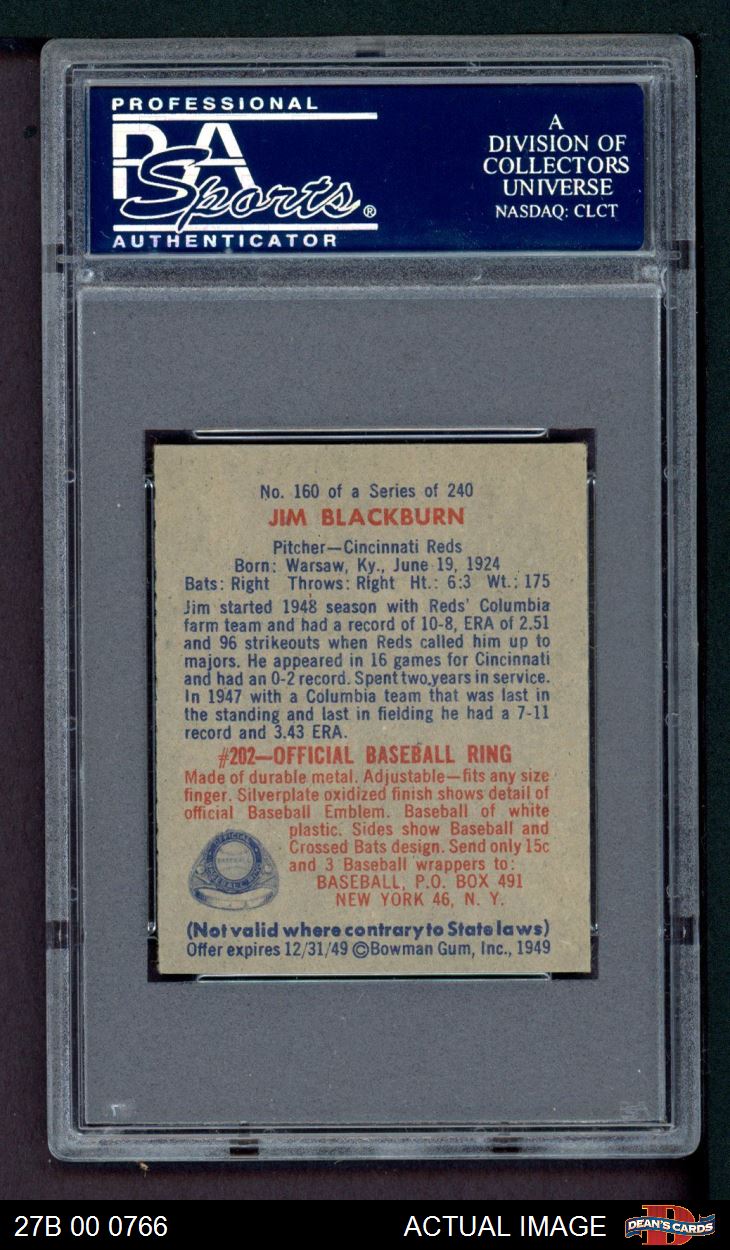 PROFESSIONAL
PSA
Sports®
AUTHENTICATOR
A
DIVISION OF
COLLECTORS
UNIVERSE
NASDAQ: CLCT
No. 160 of a Series of 240
JIM BLACKBURN
Pitcher—Cincinnati Reds
Born: Warsaw, Ky., June 19, 1924
Bats: Right Throws: Right Ht.: 6:3 Wt.: 175
Jim started 1948 season with Reds' Columbia
farm team and had a record of 10-8, ERA of 2.51
and 96 strikeouts when Reds called him up to
majors. He appeared in 16 games for Cincinnati
and had an 0-2 record. Spent two years in service.
In 1947 with a Columbia team that was last in
the standing and last in fielding he had a 7-11
record and 3.43 ERA.
#202—OFFICIAL BASEBALL RING
Made of durable metal. Adjustable—fits any size
finger. Silverplate oxidized finish shows detail of
official Baseball Emblem. Baseball of white
plastic. Sides show Baseball and
Crossed Bats design. Send only 15c
and 3 Baseball wrappers to:
BASEBALL, P.O. BOX 491
NEW YORK 46, N. Y.
OFFICIAL
BASEBALL
BASEBALL RING
(Not valid where contrary to State laws)
Offer expires 12/31/49 ©Bowman Gum, Inc., 1949
27B 00 0766
ACTUAL IMAGE
DEAN'S CARDS